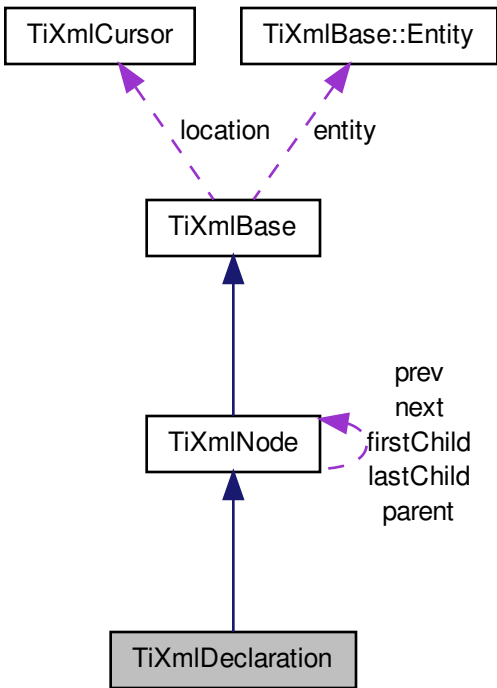 TiXmlCursor
TiXmlBase::Entity
location
entity
TiXmlBase
prev
next
firstChild
lastChild
parent
TiXmlNode
TiXmlDeclaration